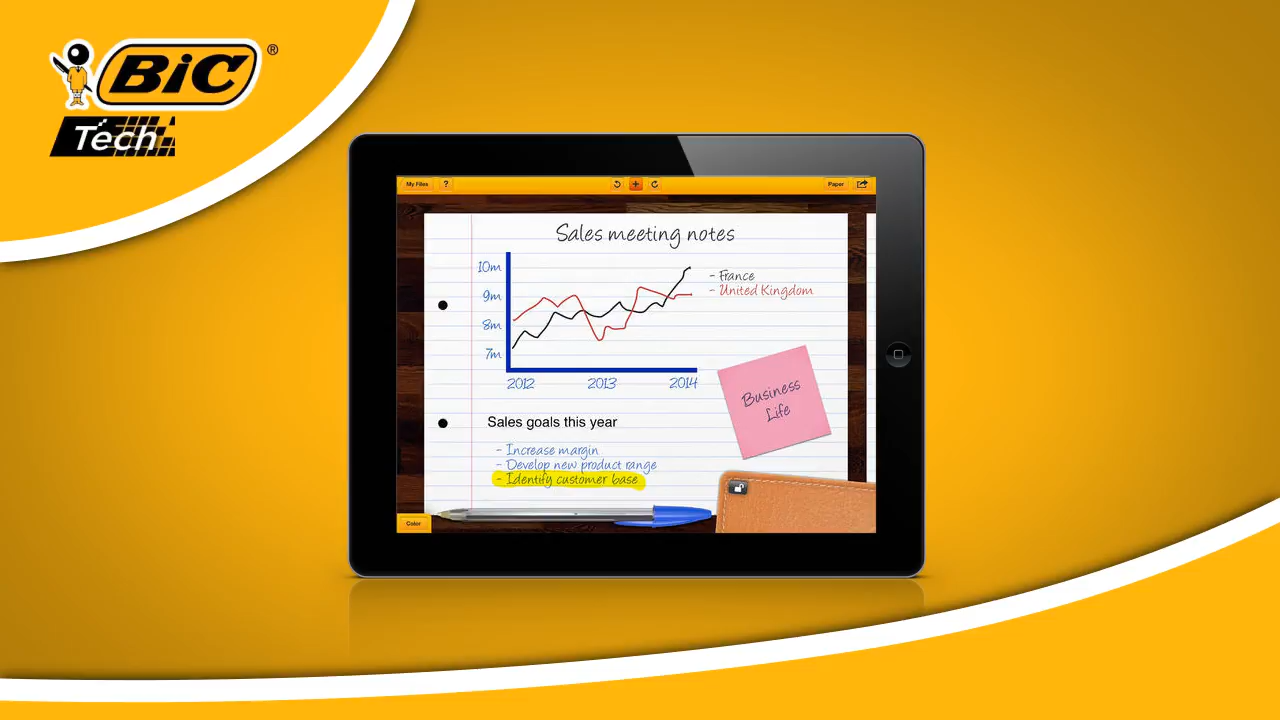 BiC®
Tech
My Files ? Paper
Sales meeting notes
10m
9m
8m
7m
2012 2013 2014
- France
- United Kingdom
Business
Life
Sales goals this year
- Increase margin
- Develop new product range
- Identify customer base
Color